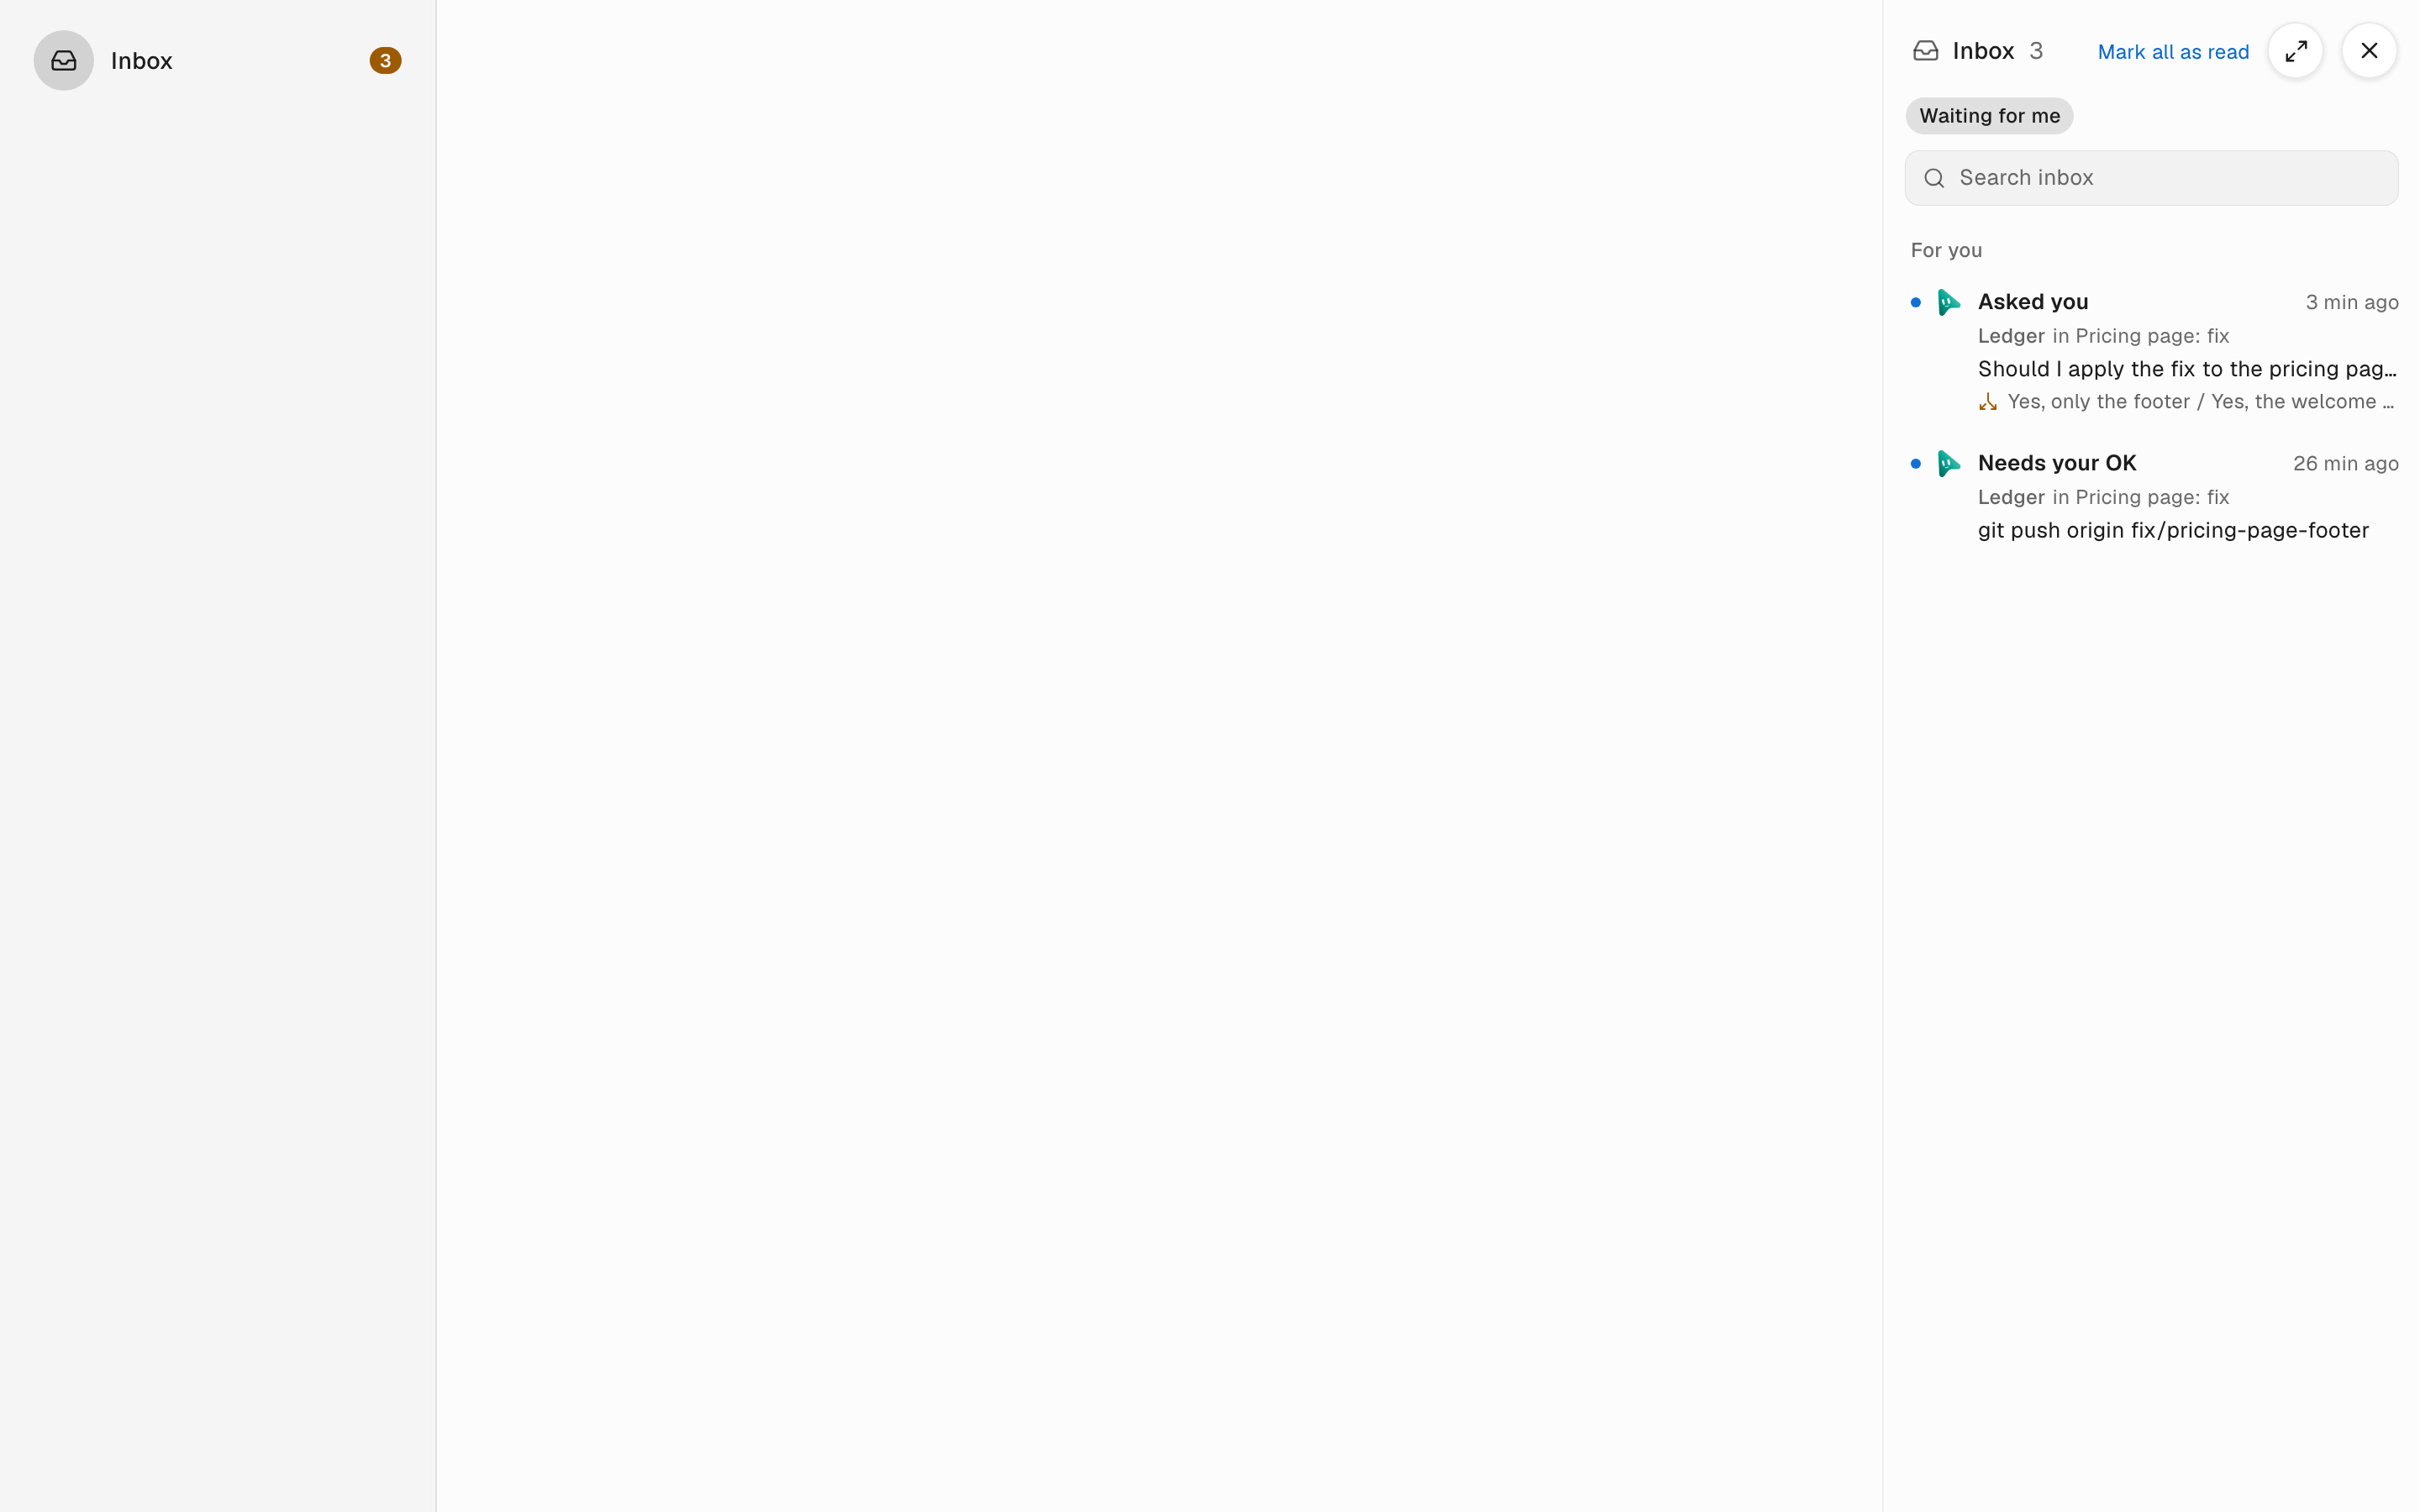 Inbox
3
Inbox 3
Mark all as read
Waiting for me
Search inbox
For you
Asked you
3 min ago
Ledger in Pricing page: fix
Should I apply the fix to the pricing pag…
Yes, only the footer / Yes, the welcome …
Needs your OK
26 min ago
Ledger in Pricing page: fix
git push origin fix/pricing-page-footer